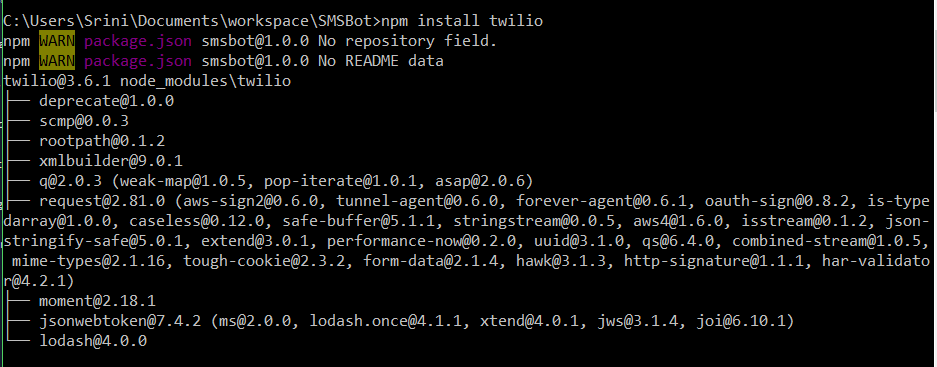 C:\Users\Srini\Documents\workspace\SMSBot>npm install twilio
npm WARN package.json smsbot@1.0.0 No repository field.
npm WARN package.json smsbot@1.0.0 No README data
twilio@3.6.1 node_modules\twilio
├── deprecate@1.0.0
├── scmp@0.0.3
├── rootpath@0.1.2
├── xmlbuilder@9.0.1
├── q@2.0.3 (weak-map@1.0.5, pop-iterate@1.0.1, asap@2.0.6)
├── request@2.81.0 (aws-sign2@0.6.0, tunnel-agent@0.6.0, forever-agent@0.6.1, oauth-sign@0.8.2, is-type
darray@1.0.0, caseless@0.12.0, safe-buffer@5.1.1, stringstream@0.0.5, aws4@1.6.0, isstream@0.1.2, json-
stringify-safe@5.0.1, extend@3.0.1, performance-now@0.2.0, uuid@3.1.0, qs@6.4.0, combined-stream@1.0.5,
mime-types@2.1.16, tough-cookie@2.3.2, form-data@2.1.4, hawk@3.1.3, http-signature@1.1.1, har-validato
r@4.2.1)
├── moment@2.18.1
├── jsonwebtoken@7.4.2 (ms@2.0.0, lodash.once@4.1.1, xtend@4.0.1, jws@3.1.4, joi@6.10.1)
└── lodash@4.0.0